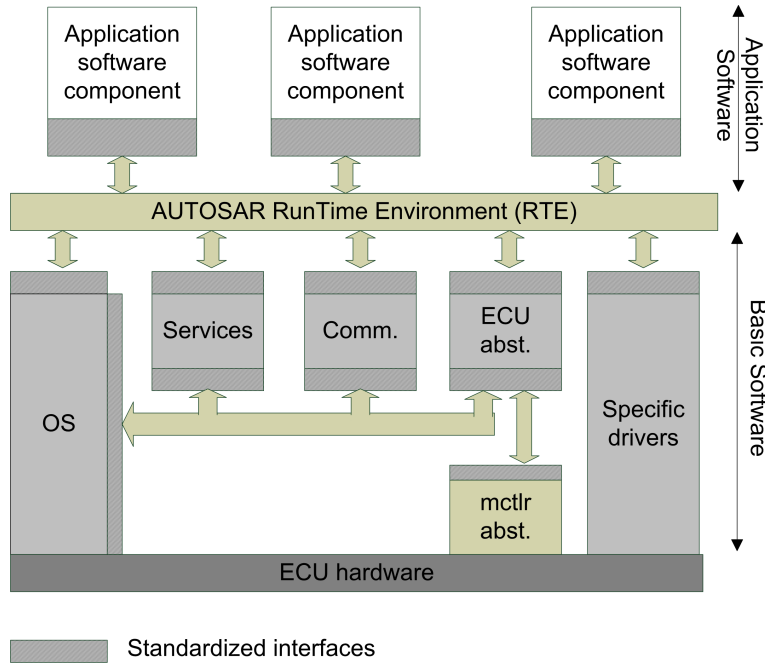 Application
software
component
Application
software
component
Application
software
component
Application
Software
AUTOSAR RunTime Environment (RTE)
OS
Services
Comm.
ECU
abst.
Specific
drivers
mctlr
abst.
Basic Software
ECU hardware
Standardized interfaces